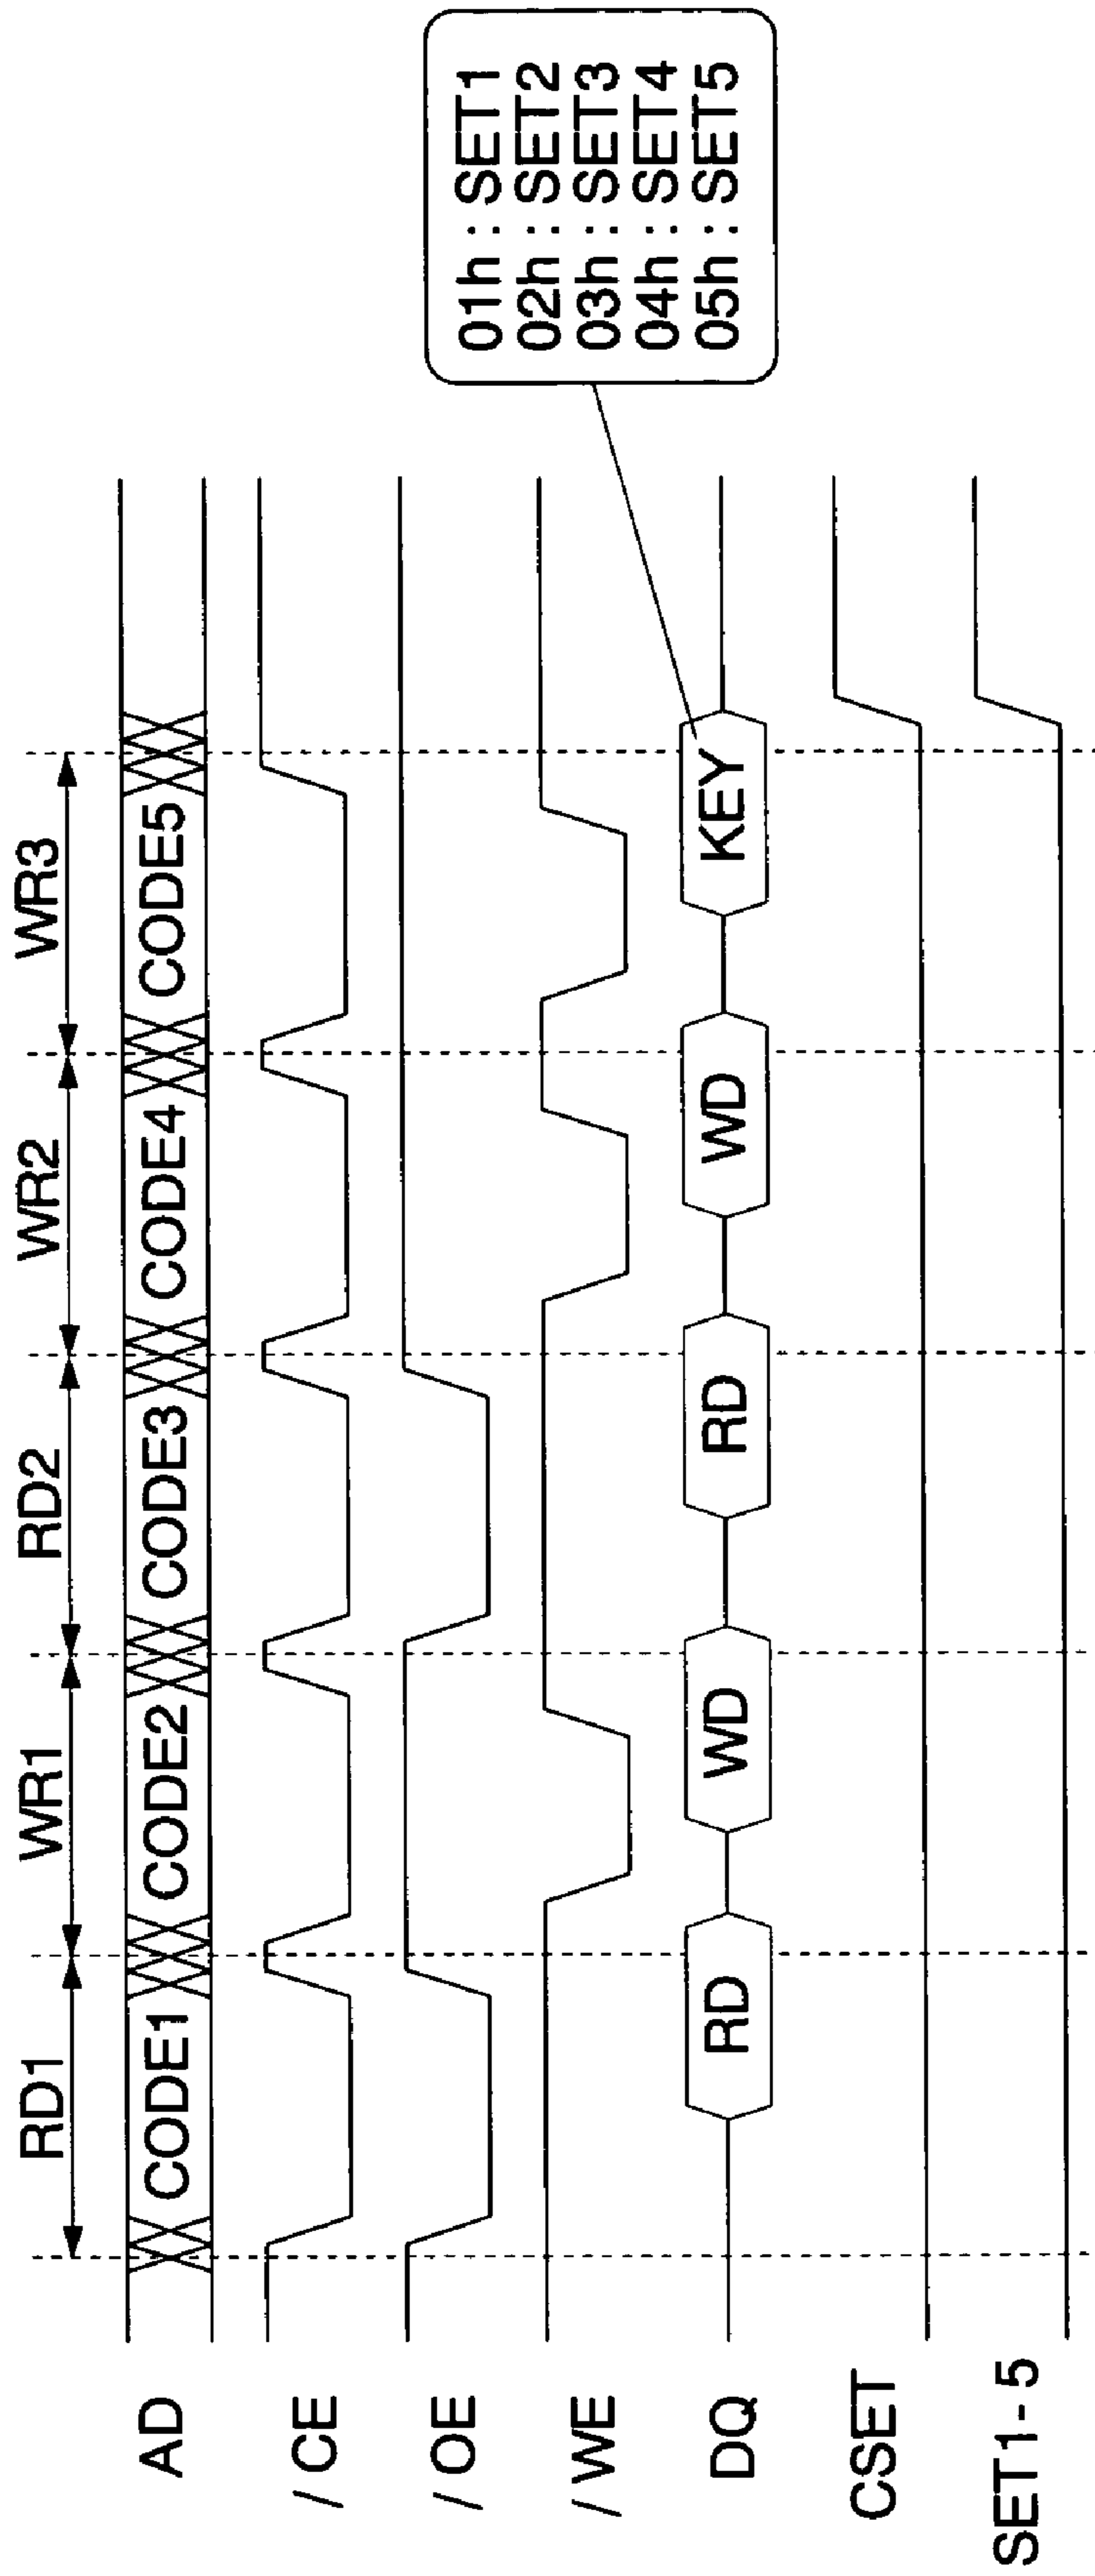 RD1 WR1 RD2 WR2 WR3
AD CODE1 CODE2 CODE3 CODE4 CODE5
/ CE
/ OE
/ WE
DQ RD WD RD WD KEY
CSET
SET1- 5
01h : SET1
02h : SET2
03h : SET3
04h : SET4
05h : SET5